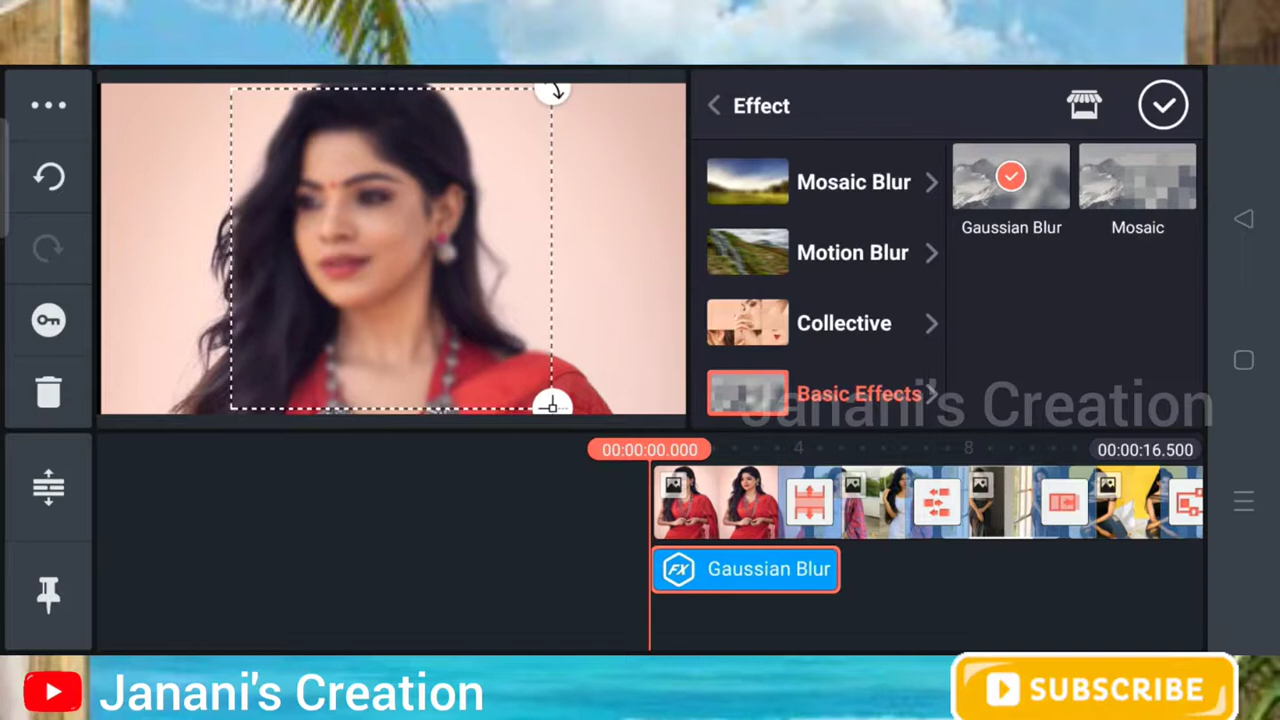 Effect
Mosaic Blur
Motion Blur
Collective
Basic Effects
Gaussian Blur
Mosaic
Janani's Creation
00:00:00.000
4
8
00:00:16.500
FX Gaussian Blur
Janani's Creation
SUBSCRIBE